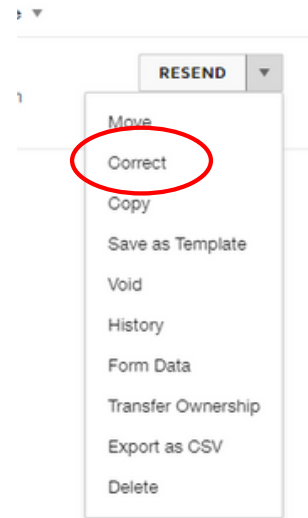 RESEND
Move
Correct
Copy
Save as Template
Void
History
Form Data
Transfer Ownership
Export as CSV
Delete